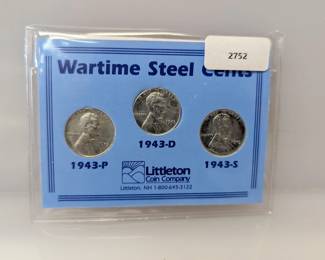 2752
Wartime Steel Cents
1943-D
1943-P
1943-S
Littleton
Coin Company
Littleton, NH 1-800-645-3122